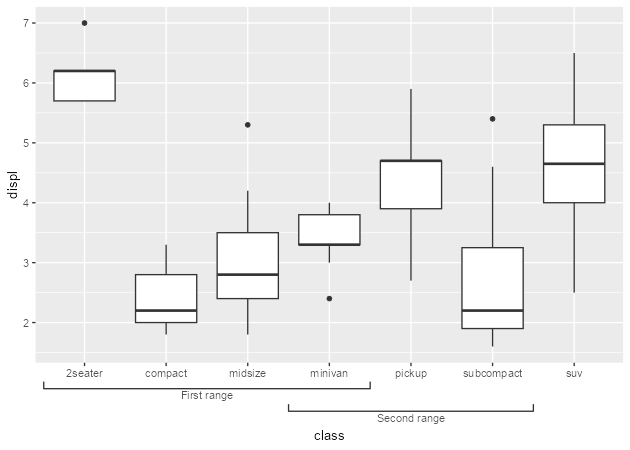 7
6
5
4
3
2
displ
2seater compact midsize minivan pickup subcompact suv
First range
Second range
class